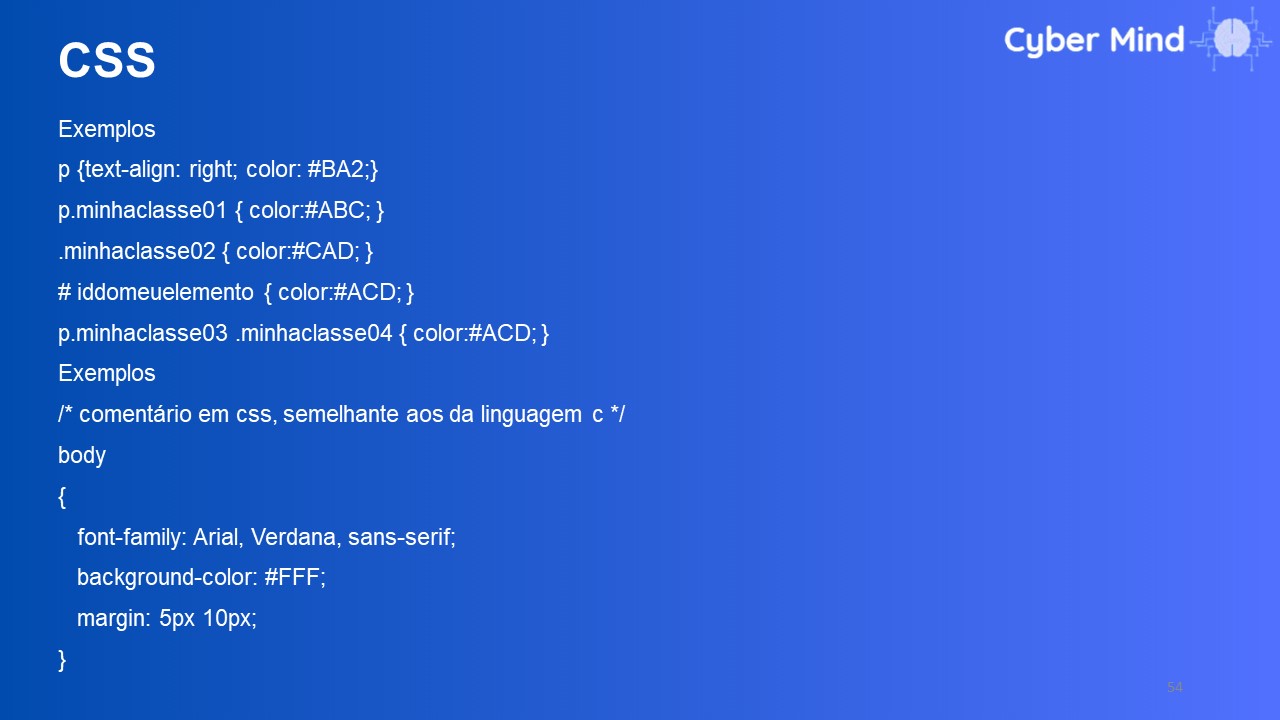 CSS
Cyber Mind
Exemplos
p {text-align: right; color: #BA2;}
p.minhaclasse01 { color:#ABC; }
.minhaclasse02 { color:#CAD; }
# iddomeuelemento { color:#ACD; }
p.minhaclasse03 .minhaclasse04 { color:#ACD; }
Exemplos
/* comentário em css, semelhante aos da linguagem c */
body
{
font-family: Arial, Verdana, sans-serif;
background-color: #FFF;
margin: 5px 10px;
}
54